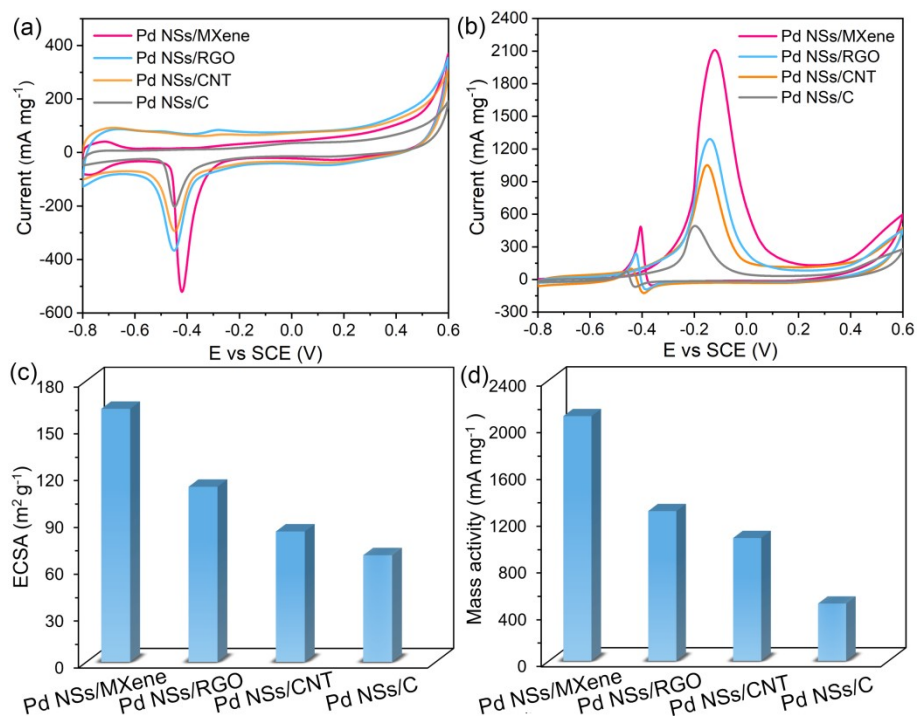 (a)
Pd NSs/MXene
Pd NSs/RGO
Pd NSs/CNT
Pd NSs/C
400
200
0
-200
-400
-600
Current (mA mg⁻¹)
-0.8 -0.6 -0.4 -0.2 0.0 0.2 0.4 0.6
E vs SCE (V)
(b)
Pd NSs/MXene
Pd NSs/RGO
Pd NSs/CNT
Pd NSs/C
2400
2100
1800
1500
1200
900
600
300
0
-300
Current (mA mg⁻¹)
-0.8 -0.6 -0.4 -0.2 0.0 0.2 0.4 0.6
E vs SCE (V)
(c)
180
150
120
90
60
30
0
ECSA (m² g⁻¹)
Pd NSs/MXene
Pd NSs/RGO
Pd NSs/CNT
Pd NSs/C
(d)
2400
2000
1600
1200
800
400
0
Mass activity (mA mg⁻¹)
Pd NSs/MXene
Pd NSs/RGO
Pd NSs/CNT
Pd NSs/C